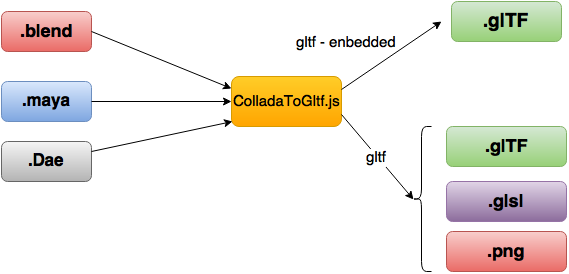 .blend
.maya
.Dae
ColladaToGltf.js
gltf - enbedded
.glTF
gltf
.glTF
.glsl
.png